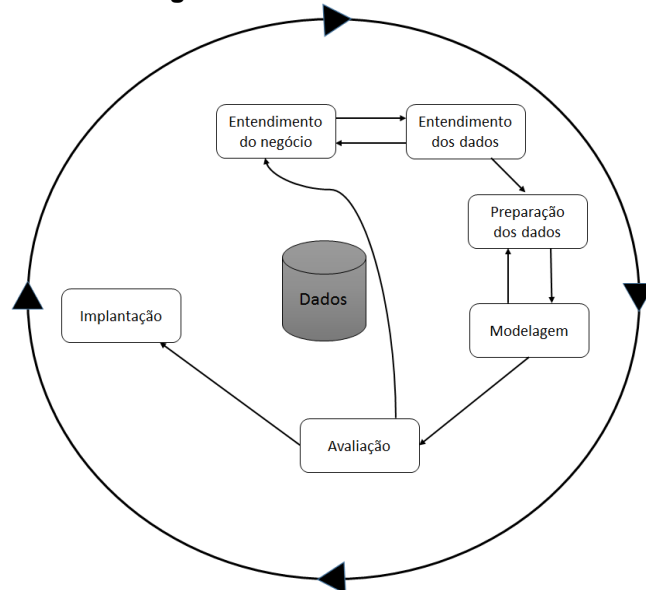 Entendimento
do negócio
Entendimento
dos dados
Preparação
dos dados
Dados
Implantação
Modelagem
Avaliação